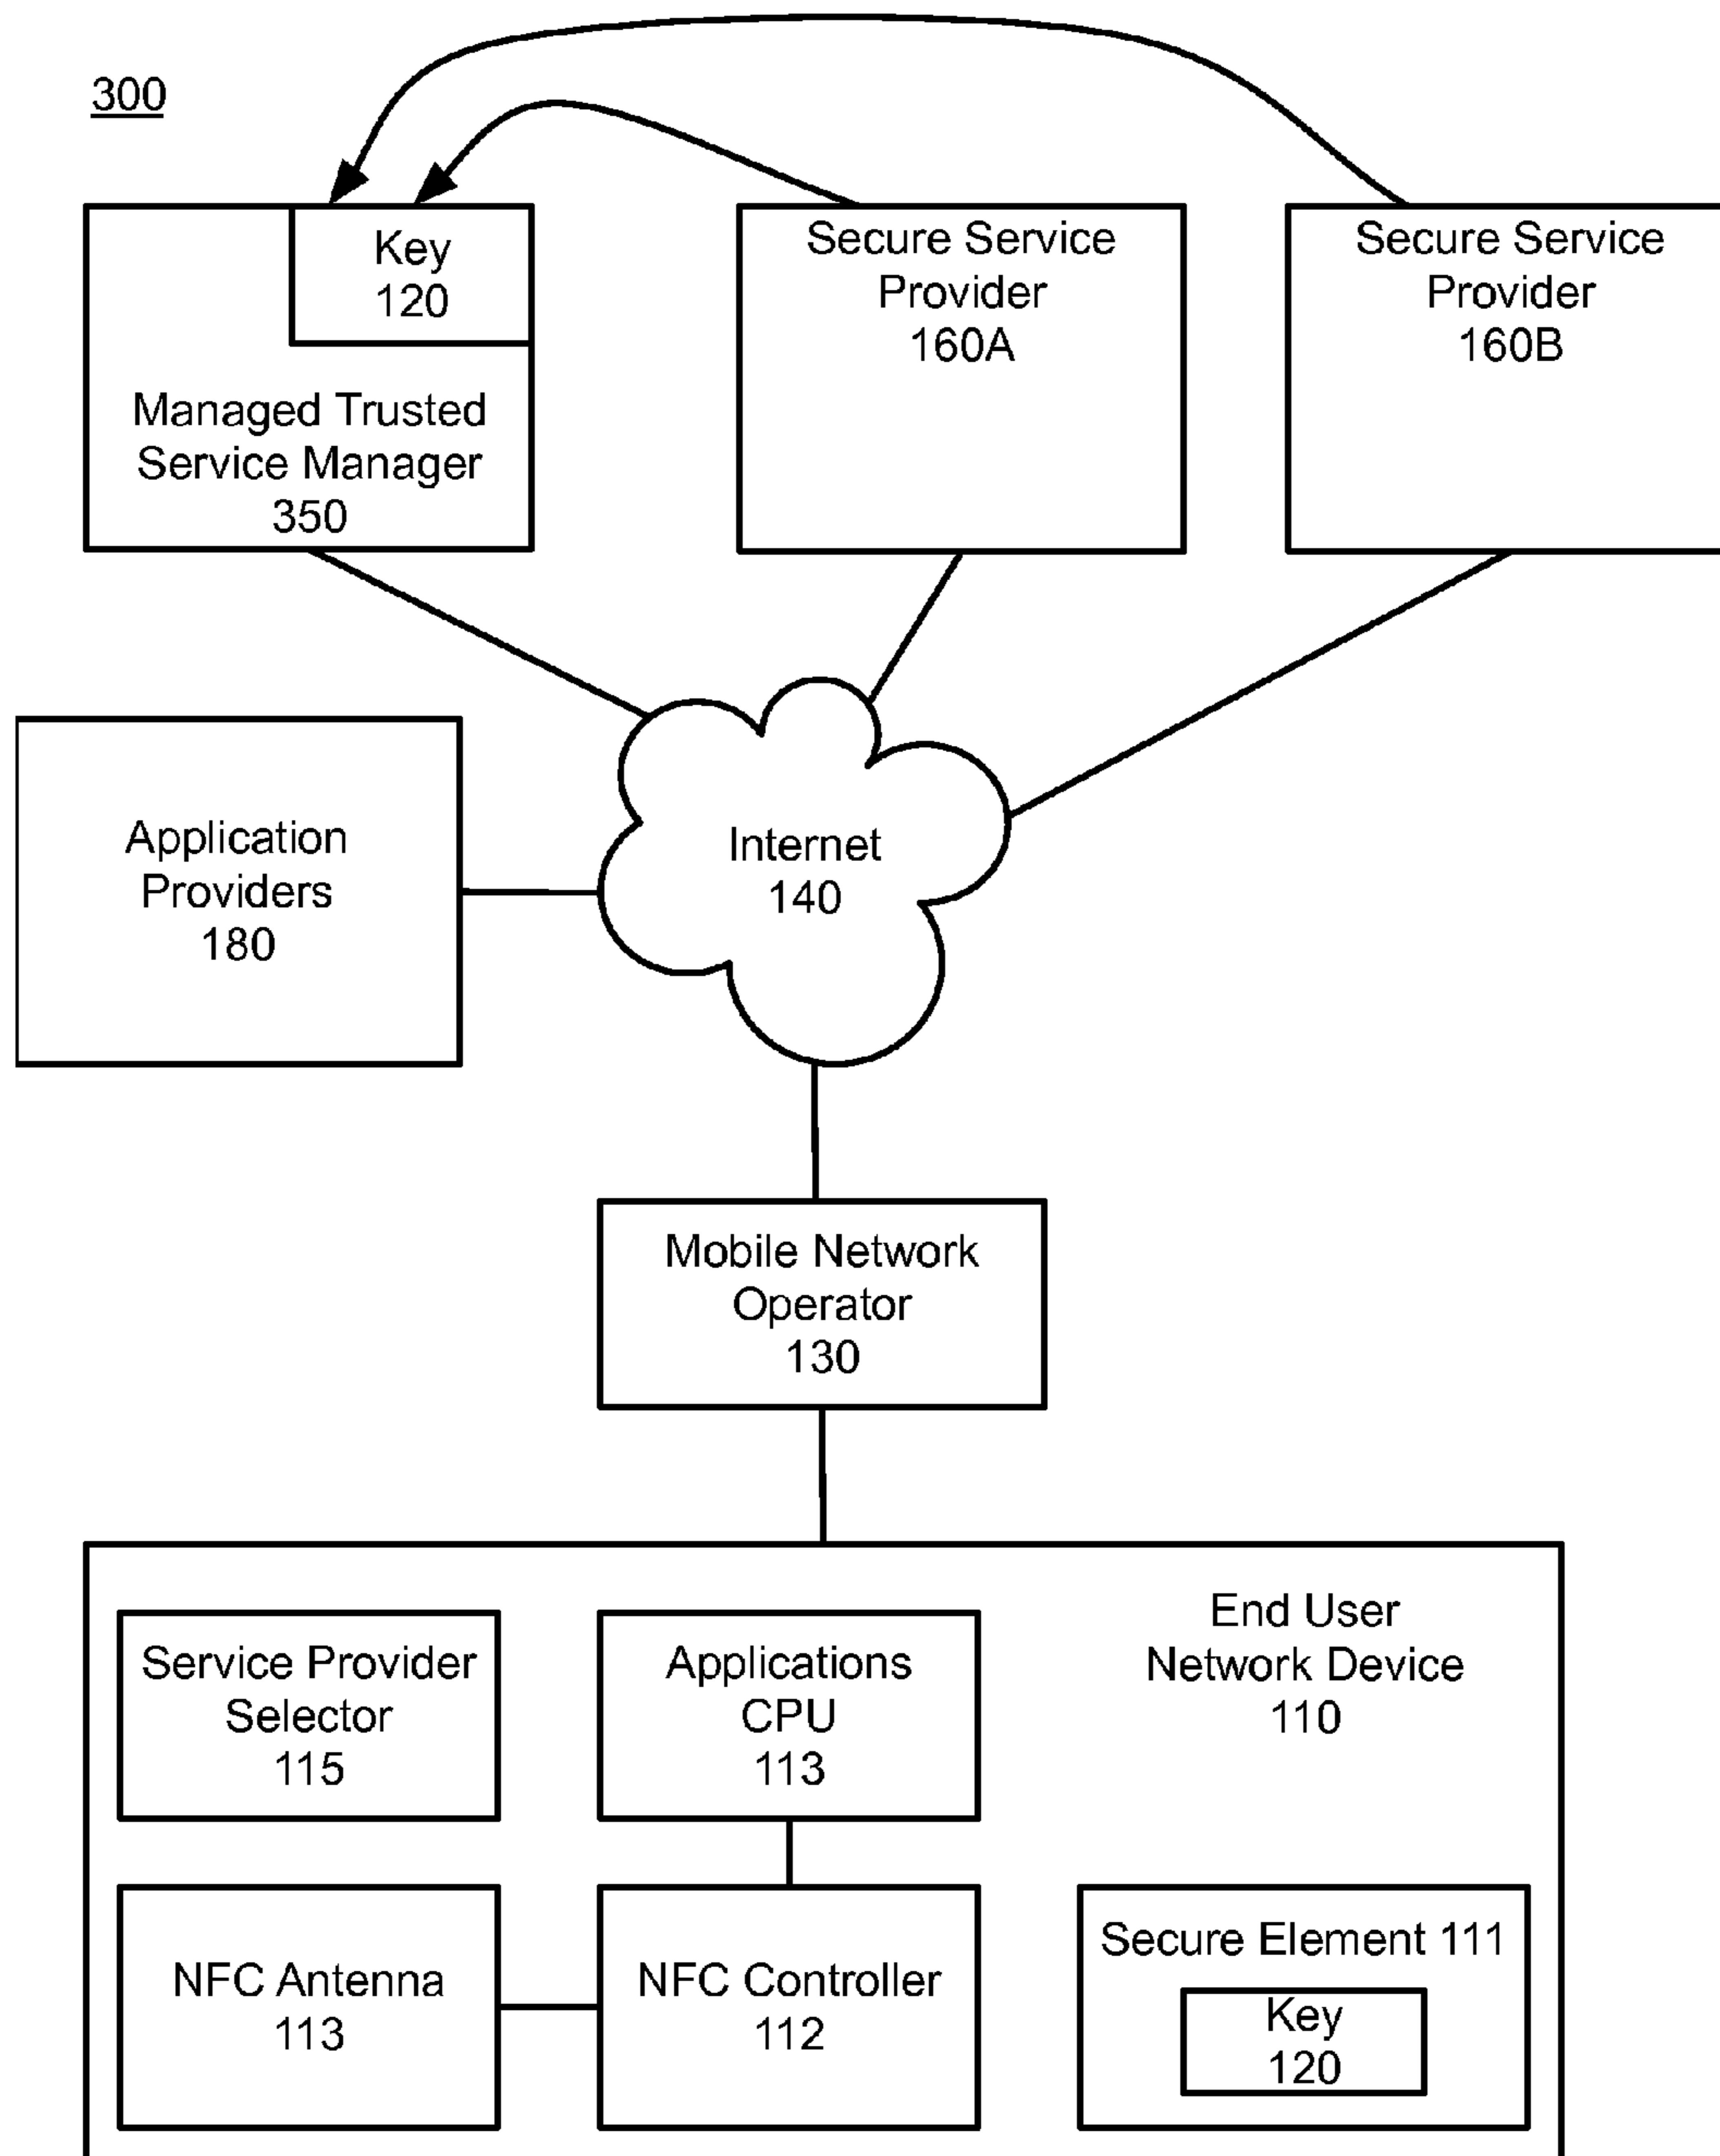 300
Key
120
Managed Trusted
Service Manager
350
Secure Service
Provider
160A
Secure Service
Provider
160B
Application
Providers
180
Internet
140
Mobile Network
Operator
130
End User
Network Device
110
Service Provider
Selector
115
Applications
CPU
113
NFC Antenna
113
NFC Controller
112
Secure Element 111
Key
120